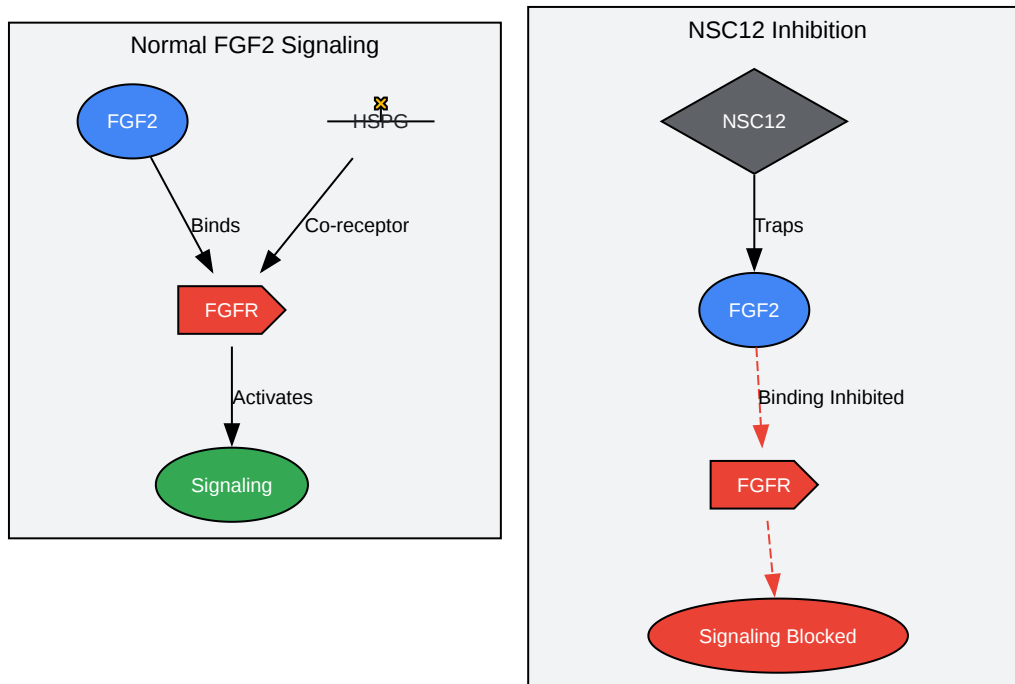 Normal FGF2 Signaling
FGF2
HSPG
Binds
Co-receptor
FGFR
Activates
Signaling
NSC12 Inhibition
NSC12
Traps
FGF2
Binding Inhibited
FGFR
Signaling Blocked